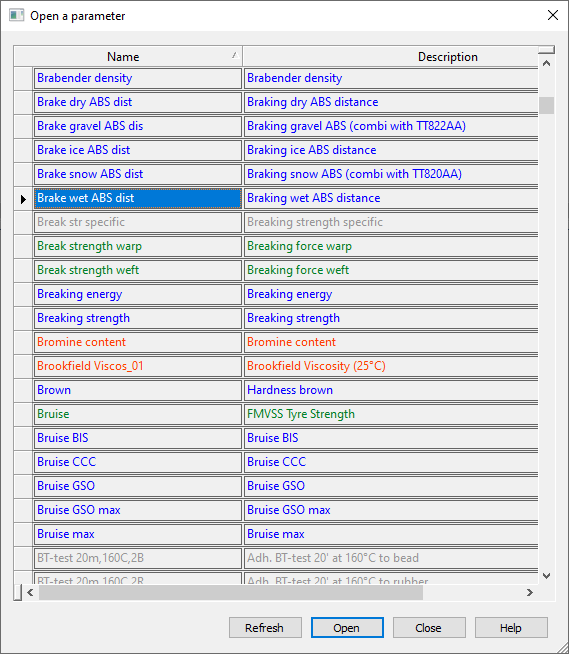 Open a parameter
Name Description
Brabender density Brabender density
Brake dry ABS dist Braking dry ABS distance
Brake gravel ABS dis Braking gravel ABS (combi with TT822AA)
Brake ice ABS dist Braking ice ABS distance
Brake snow ABS dist Braking snow ABS (combi with TT820AA)
Brake wet ABS dist Braking wet ABS distance
Break str specific Breaking strength specific
Break strength warp Breaking force warp
Break strength weft Breaking force weft
Breaking energy Breaking energy
Breaking strength Breaking strength
Bromine content Bromine content
Brookfield Viscos_01 Brookfield Viscosity (25°C)
Brown Hardness brown
Bruise FMVSS Tyre Strength
Bruise BIS Bruise BIS
Bruise CCC Bruise CCC
Bruise GSO Bruise GSO
Bruise GSO max Bruise GSO max
Bruise max Bruise max
BT-test 20m,160C,2B Adh. BT-test 20' at 160°C to bead
BT-test 20m,160C,2R Adh. BT-test 20' at 160°C to rubber
Refresh Open Close Help